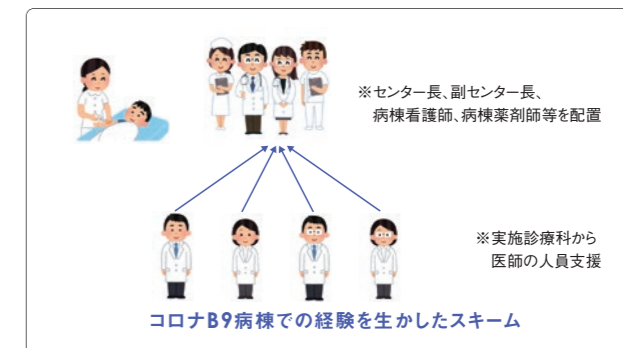 ※センター長、副センター長、
病棟看護師、病棟薬剤師等を配置
※実施診療科から
医師の人員支援
コロナB9病棟での経験を生かしたスキーム